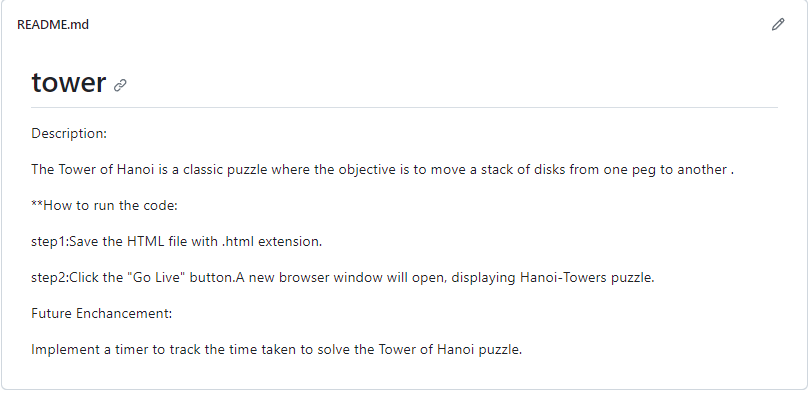 README.md
tower
Description:
The Tower of Hanoi is a classic puzzle where the objective is to move a stack of disks from one peg to another .
**How to run the code:
step1:Save the HTML file with .html extension.
step2:Click the "Go Live" button.A new browser window will open, displaying Hanoi-Towers puzzle.
Future Enchancement:
Implement a timer to track the time taken to solve the Tower of Hanoi puzzle.